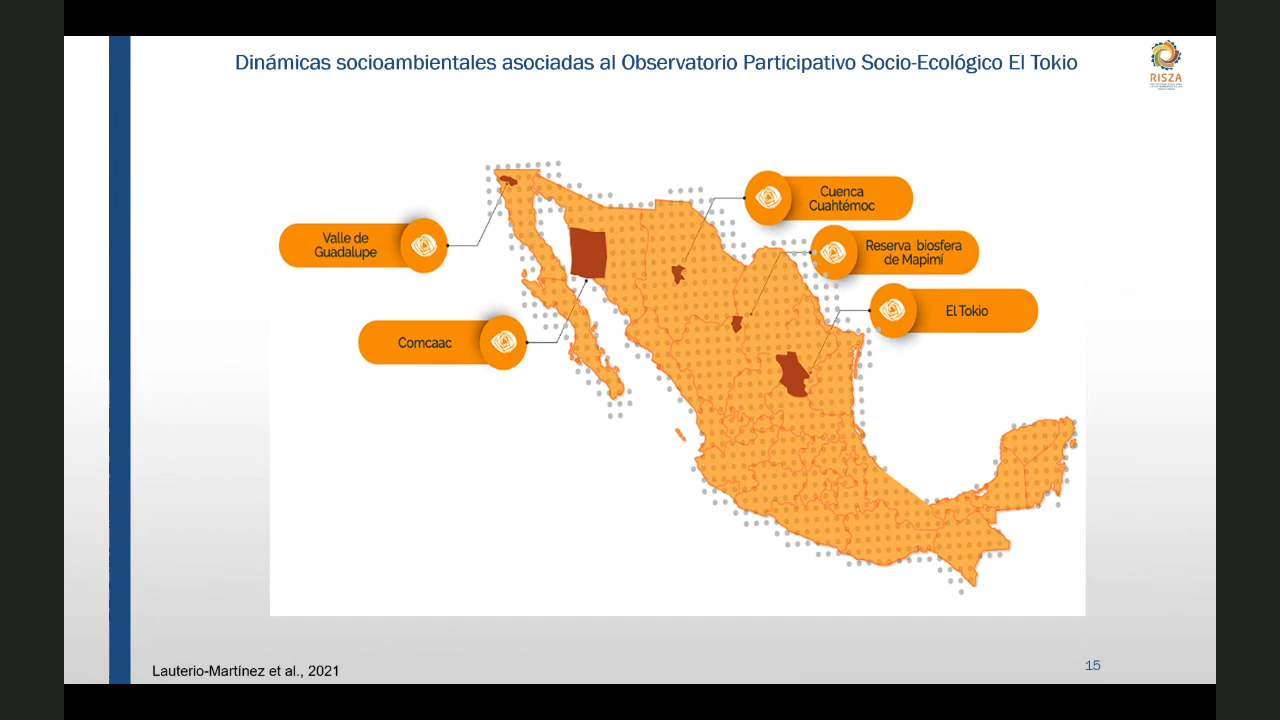 Dinámicas socioambientales asociadas al Observatorio Participativo Socio-Ecológico El Tokio
RISZA
Cuenca
Cuahtémoc
Valle de
Guadalupe
Reserva biosfera
de Mapimí
El Tokio
Comcaac
15
Lauterio-Martínez et al., 2021